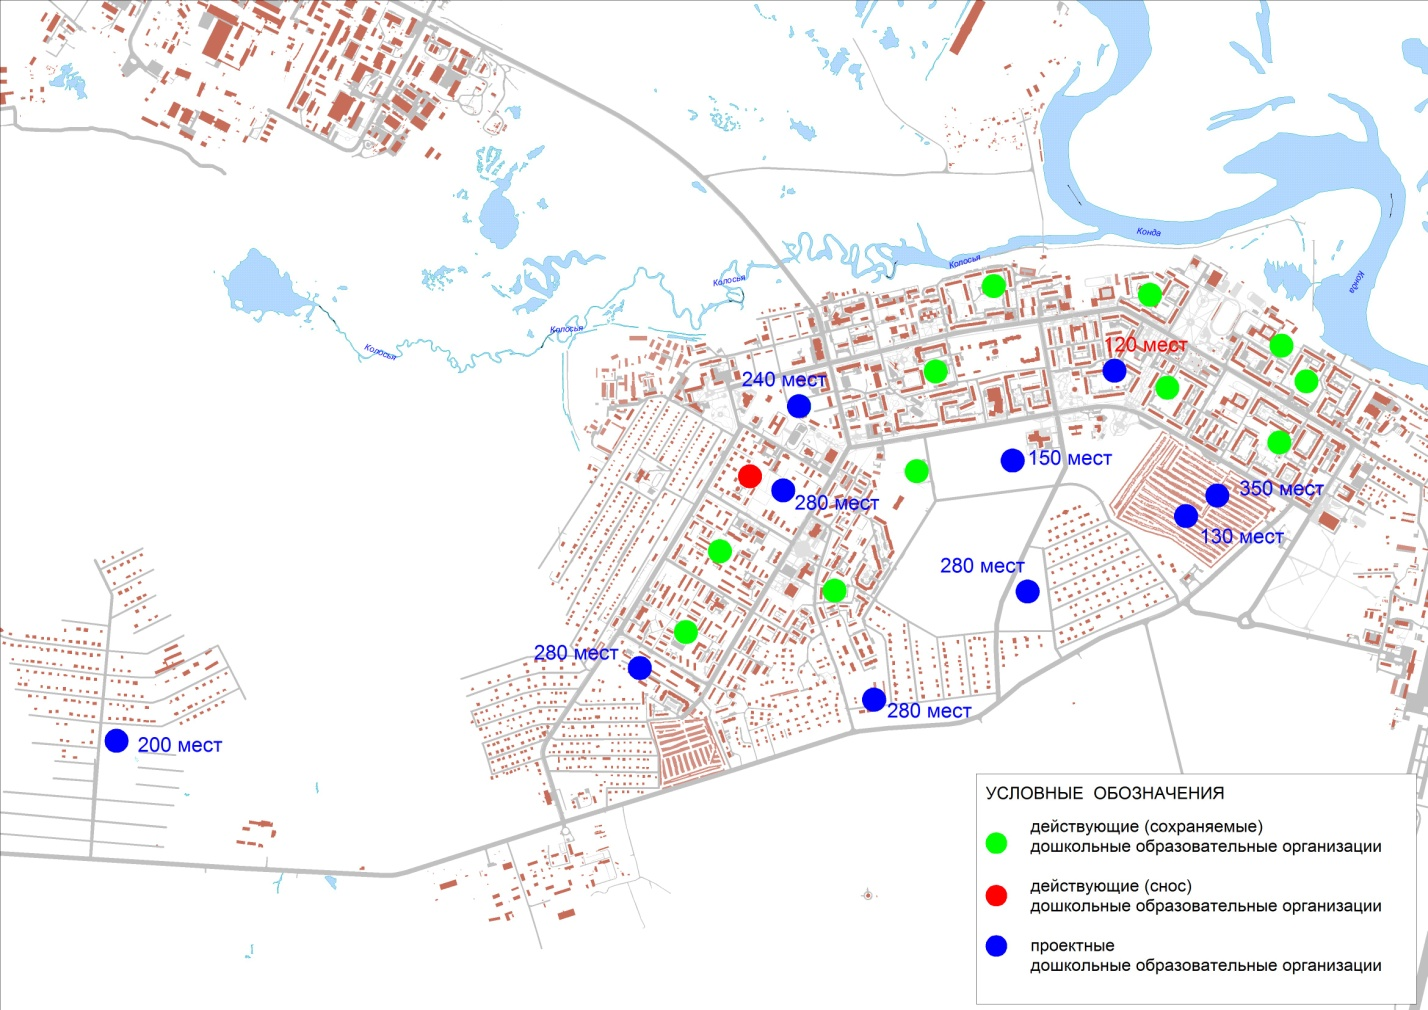 Конда
Колосья
Конда
Колосья
Колосья
Колосья
120 мест
240 мест
150 мест
280 мест
350 мест
130 мест
280 мест
280 мест
280 мест
200 мест
УСЛОВНЫЕ ОБОЗНАЧЕНИЯ
действующие (сохраняемые)
дошкольные образовательные организации
действующие (снос)
дошкольные образовательные организации
проектные
дошкольные образовательные организации